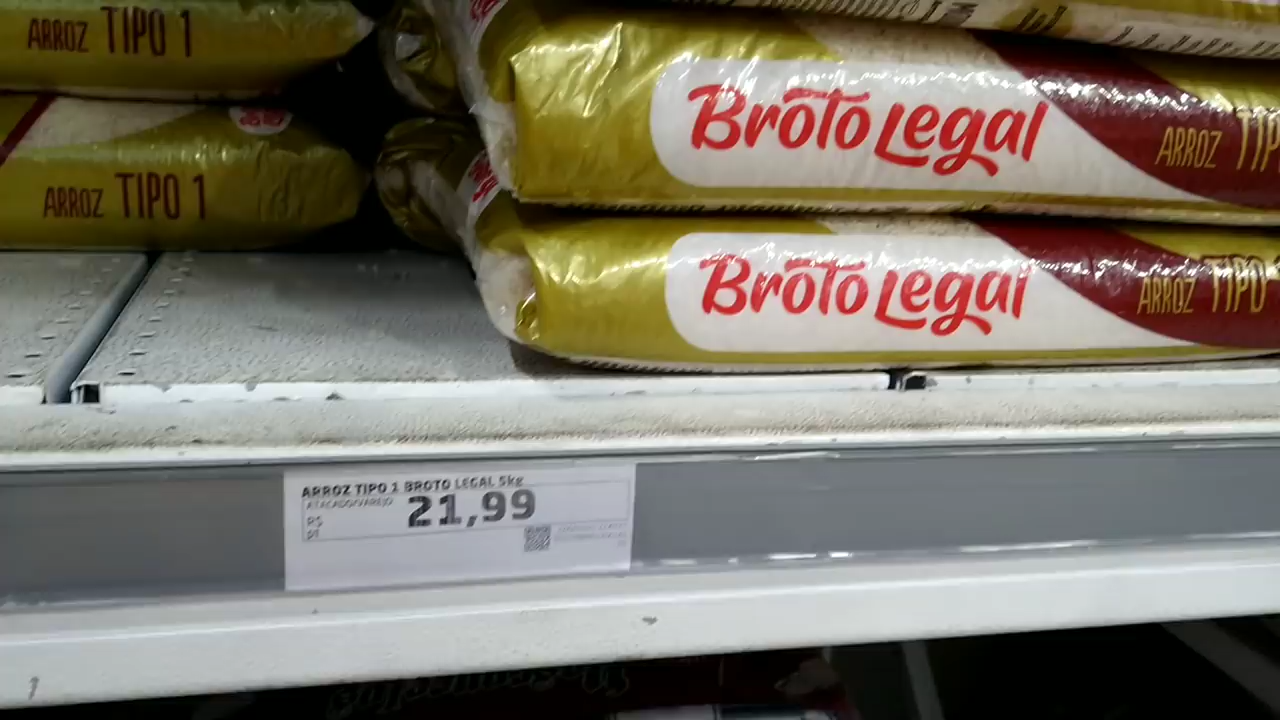 ARROZ TIPO 1
ARROZ TIPO 1
Broto Legal
ARROZ TIPO
Broto Legal
ARROZ TIPO 1
ARROZ TIPO 1 BROTO LEGAL 5kg
ATACADO/VAREJO
R$
21,99